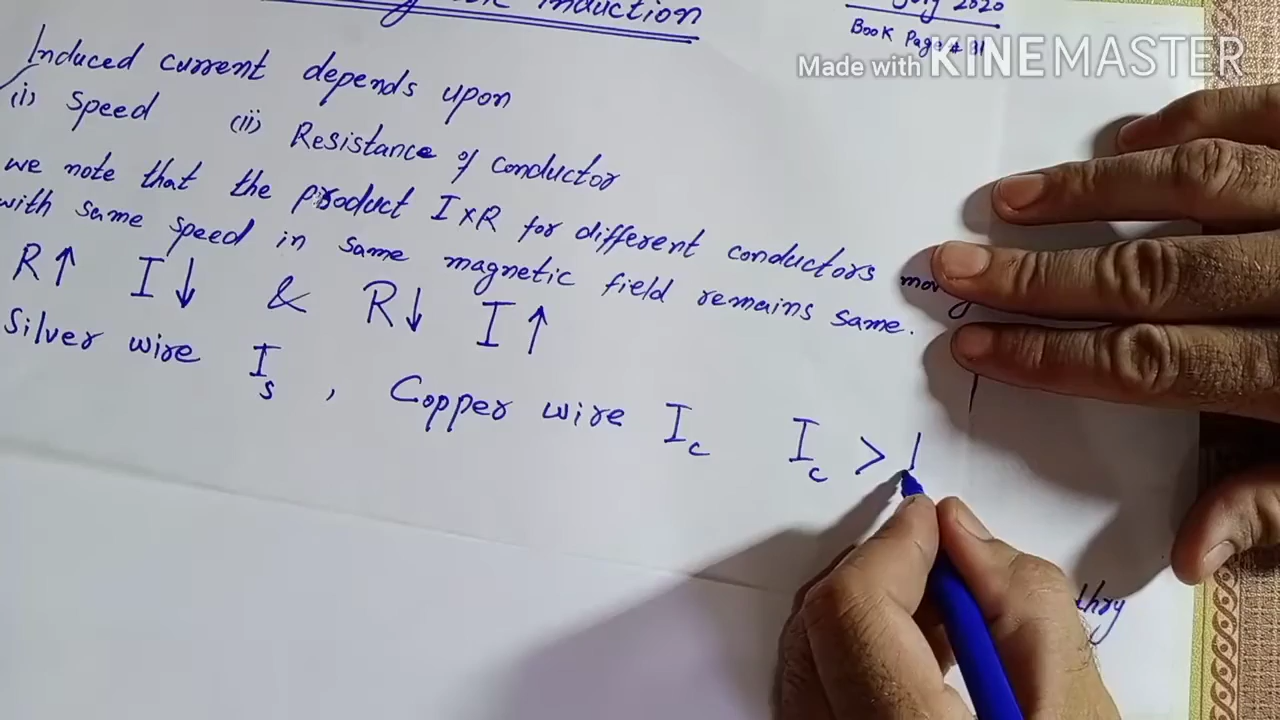 Induction
July 2020
Book Page # 81
Made with KINEMASTER
Induced current depends upon
(i) Speed (ii) Resistance of conductor
we note that the product I×R for different conductors
with same speed in same magnetic field remains same.
R↑ I↓ & R↓ I↑
Silver wire Is , Copper wire Ic Ic >
thry